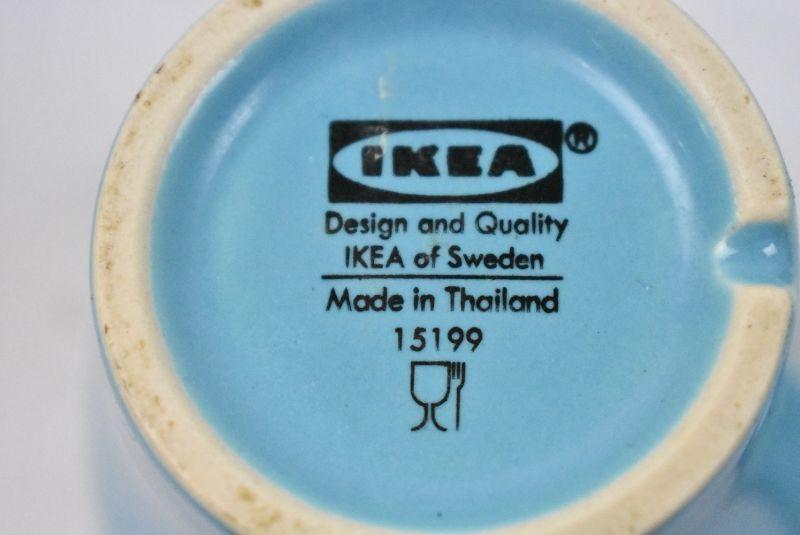 IKEA®
Design and Quality
IKEA of Sweden
Made in Thailand
15199